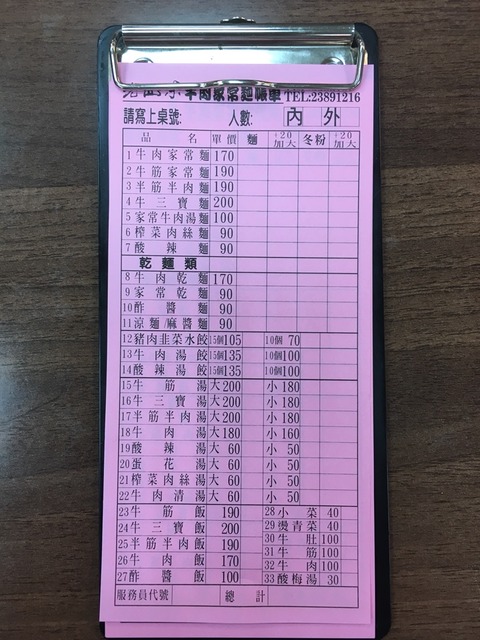 牛肉家常麵帳單 TEL:23891216
請寫上桌號: 人數: 內 外
品名 單價 麵 +20加大 冬粉 +20加大
1 牛肉家常麵 170
2 牛筋家常麵 190
3 半筋半肉麵 190
4 牛三寶麵 200
5 家常牛肉湯麵 100
6 榨菜肉絲麵 90
7 酸辣麵 90
乾麵類
8 牛肉乾麵 170
9 家常乾麵 90
10 酢醬麵 90
11 涼麵/麻醬麵 90
12 豬肉韭菜水餃 15個 105 10個 70
13 牛肉湯餃 15個 135 10個 100
14 酸辣湯餃 15個 135 10個 100
15 牛筋湯 大 200 小 180
16 牛三寶湯 大 200 小 180
17 半筋半肉湯 大 200 小 180
18 牛肉湯 大 180 小 160
19 酸辣湯 大 60 小 50
20 蛋花湯 大 60 小 50
21 榨菜肉絲湯 大 60 小 50
22 牛肉清湯 大 60 小 50
23 牛筋飯 190 28 小菜 40
24 牛三寶飯 200 29 燙青菜 40
25 半筋半肉飯 190 30 牛肚 100
31 牛筋 100
26 牛肉飯 170 32 牛肉 100
27 酢醬飯 100 33 酸梅湯 30
服務員代號 總計